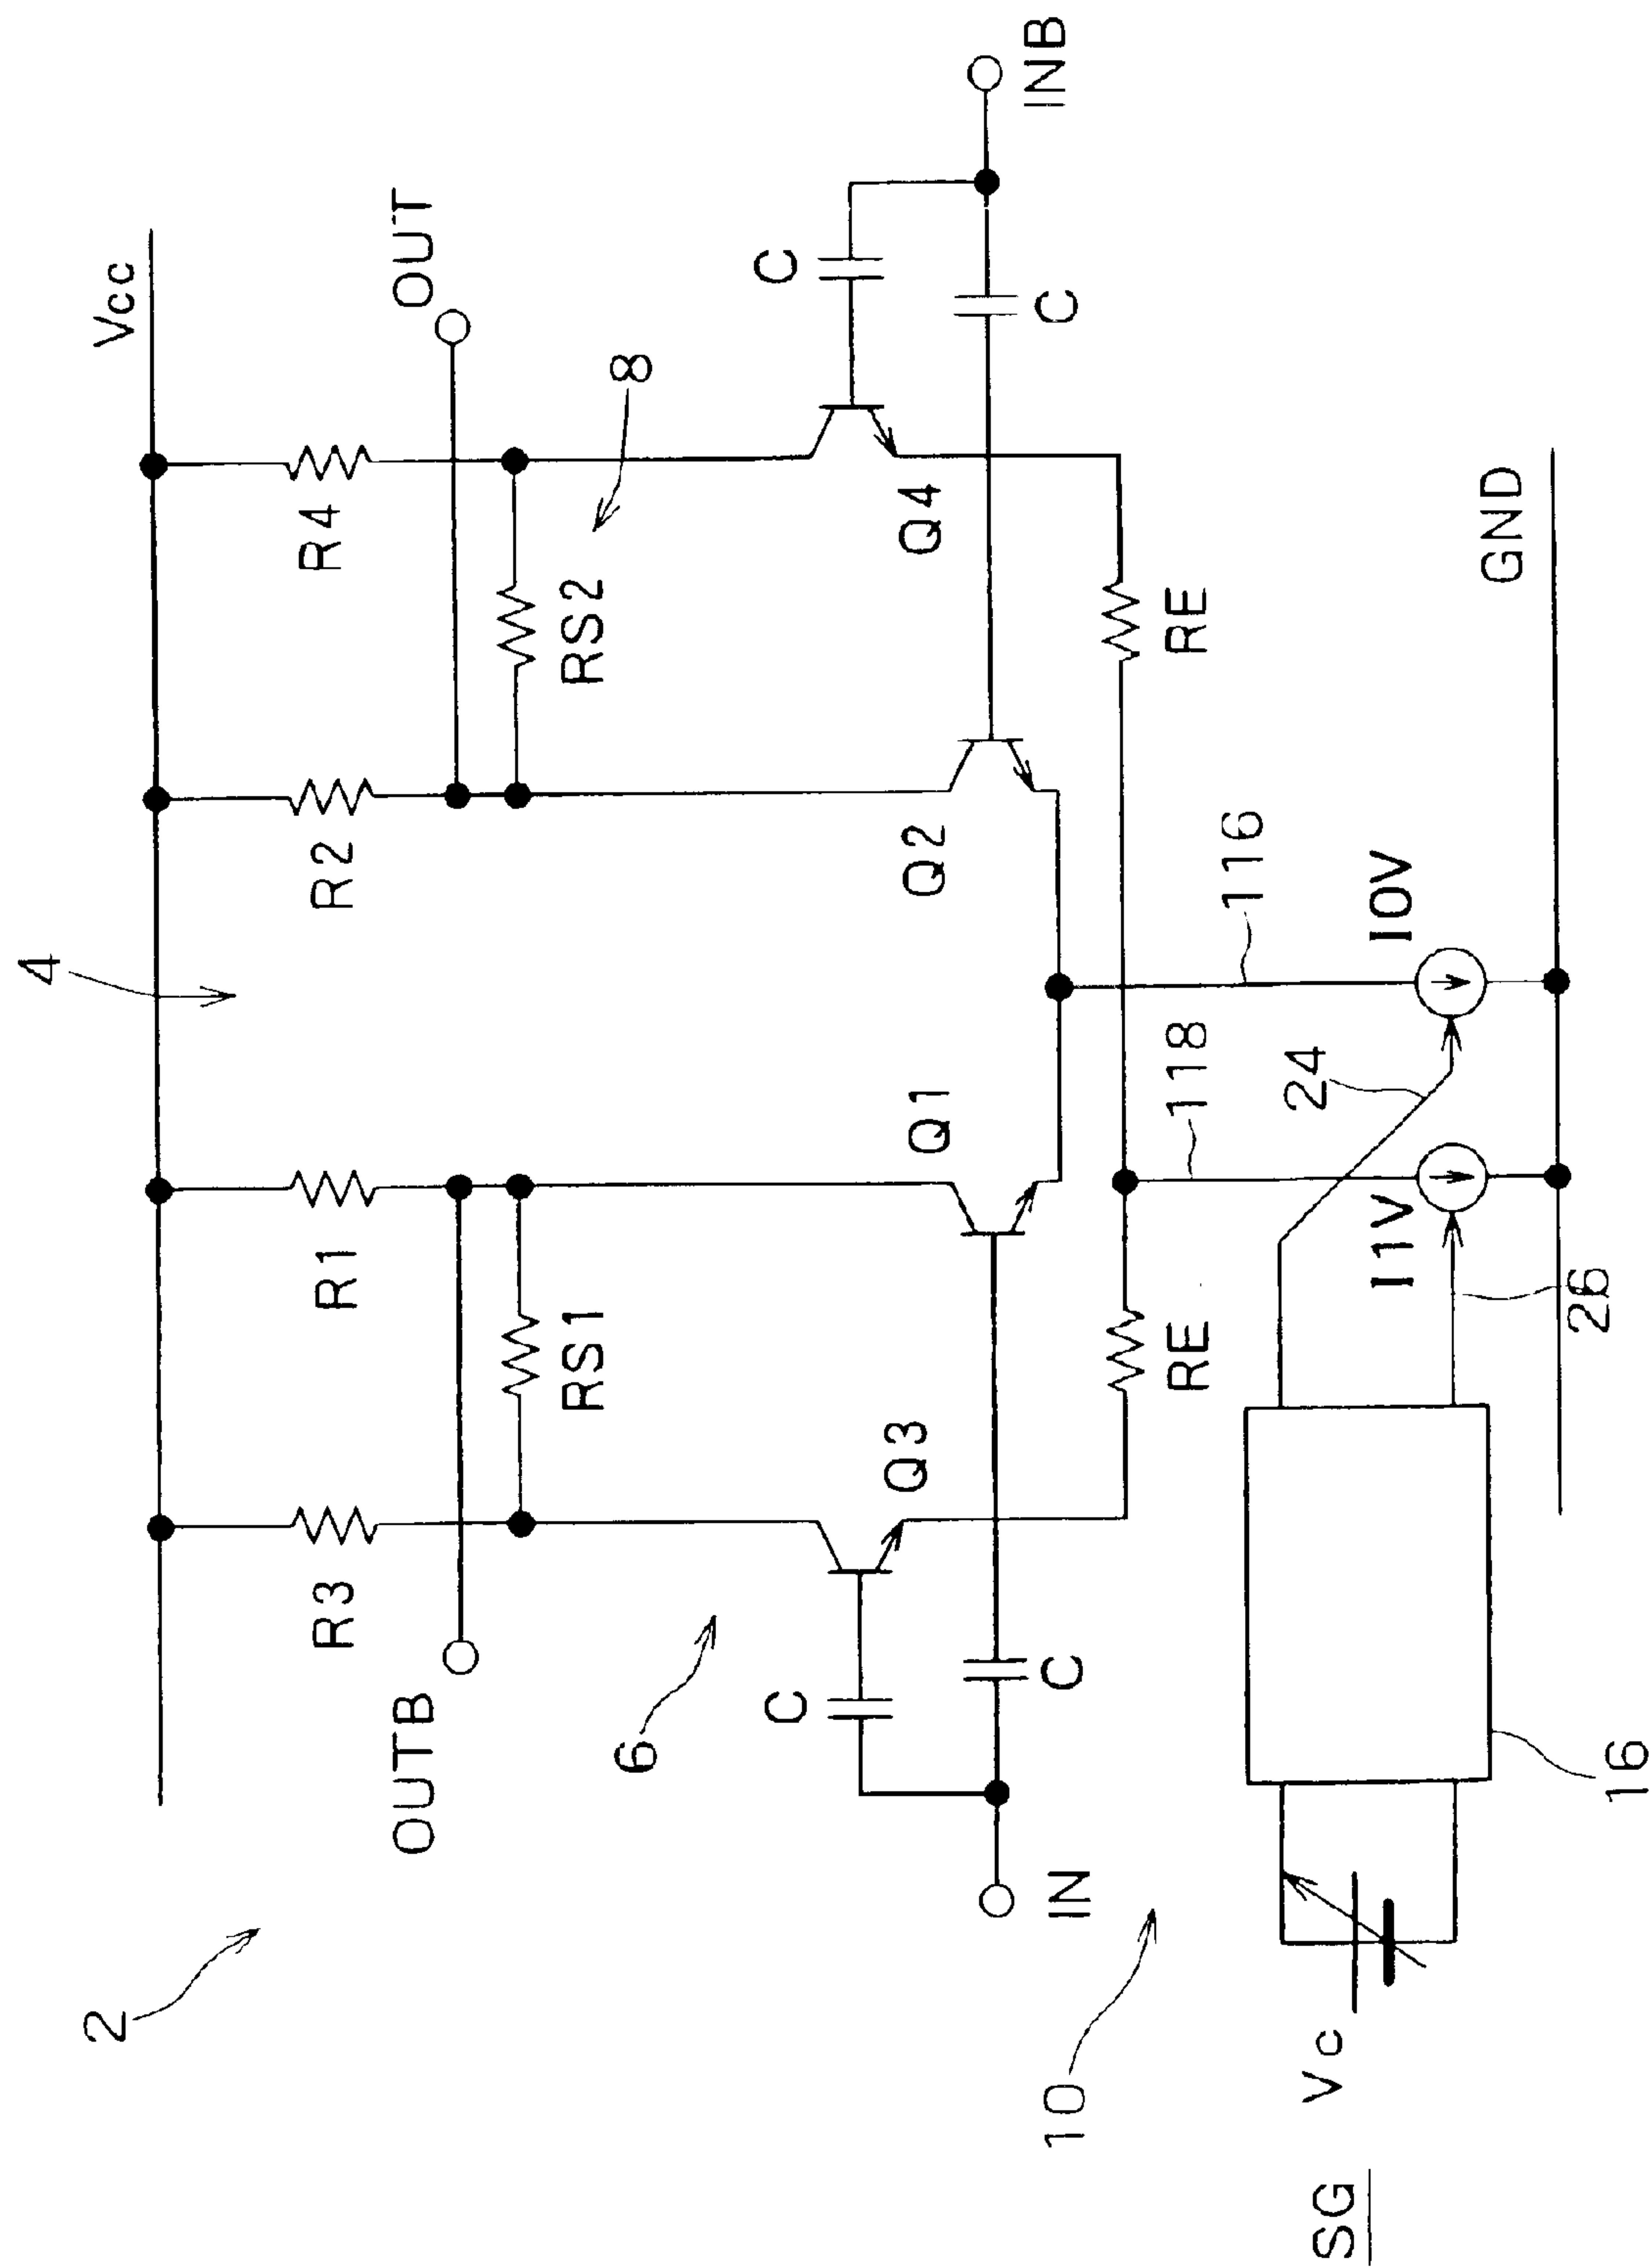 2
4
Vcc
R3
R1
R2
R4
OUTB
OUT
RS1
RS2
8
6
C
Q3
Q1
Q2
Q4
C
IN
C
C
INB
RE
RE
10
118
116
24
I1V
I0V
GND
SG
Vc
16
26